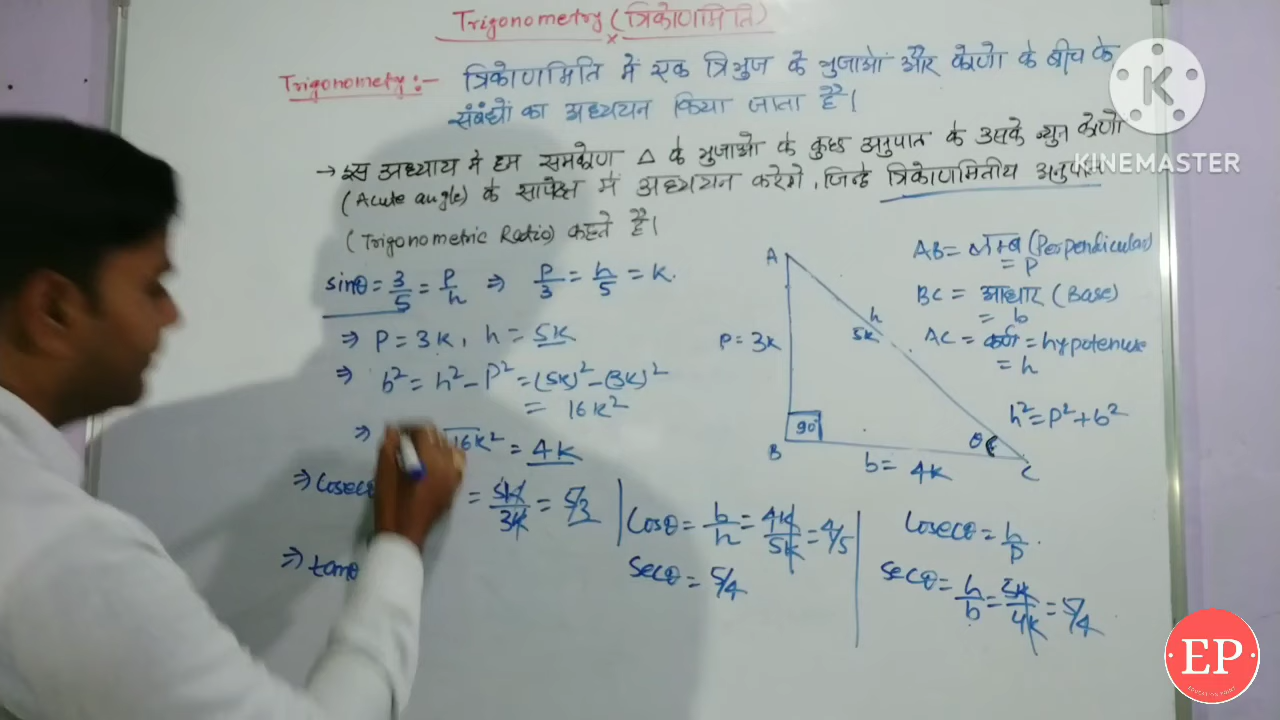 Trigonometry (त्रिकोणमिति)
Trigonometry:- त्रिकोणमिति में एक त्रिभुज के भुजाओं और कोणो के बीच के
संबंधों का अध्ययन किया जाता है।
→ इस अध्याय मे हम समकोण △ के भुजाओ के कुछ अनुपात के उसके न्युन कोणो
(Acute angle) के सापेक्ष में अध्ययन करेगे, जिन्हे त्रिकोणमितीय अनुपात
(Trigonometric Ratio) कहते है।
sinθ = 3/5 = P/h ⇒ P/3 = h/5 = K.
⇒ P = 3K, h = 5K
⇒ b² = h² - P² = (5K)² - (3K)²
= 16K²
⇒ 16K² = 4K
⇒ Cosec = 5K/3K = 5/3
⇒ tanθ
Cosθ = b/h = 4K/5K = 4/5
Secθ = 5/4
Cosecθ = h/P.
Secθ = h/b = 5K/4K = 5/4
A
h
5K
P = 3K
90°
θ
B
C
b = 4K
AB = लम्ब (Perpendicular)
= P
BC = आधार (Base)
= b
AC = कर्ण = hypotenuse
= h
h² = P² + b²
K
KINEMASTER
EP
EDUCATION POINT